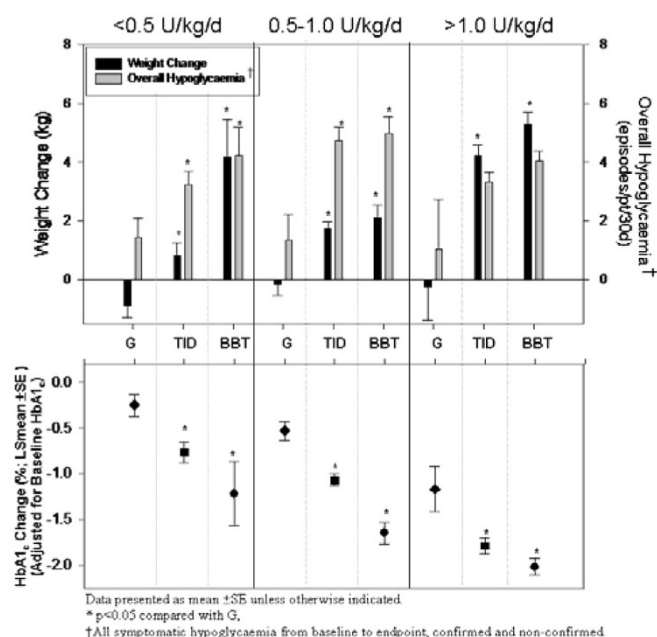 <0.5 U/kg/d 0.5-1.0 U/kg/d >1.0 U/kg/d
8 8
Weight Change
Overall Hypoglycaemia †
6 6
4 4
2 2
0 0
Weight Change (kg)
Overall Hypoglycaemia †
(episodes/pt/30d)
* * * * * * * * * *
G TID BBT G TID BBT G TID BBT
0.0
-0.5
-1.0
-1.5
-2.0
HbA1c Change (%; LSmean ±SE)
(Adjusted for Baseline HbA1c)
* * * * * *
Data presented as mean ±SE unless otherwise indicated
* p<0.05 compared with G.
†All symptomatic hypoglycaemia from baseline to endpoint, confirmed and non-confirmed